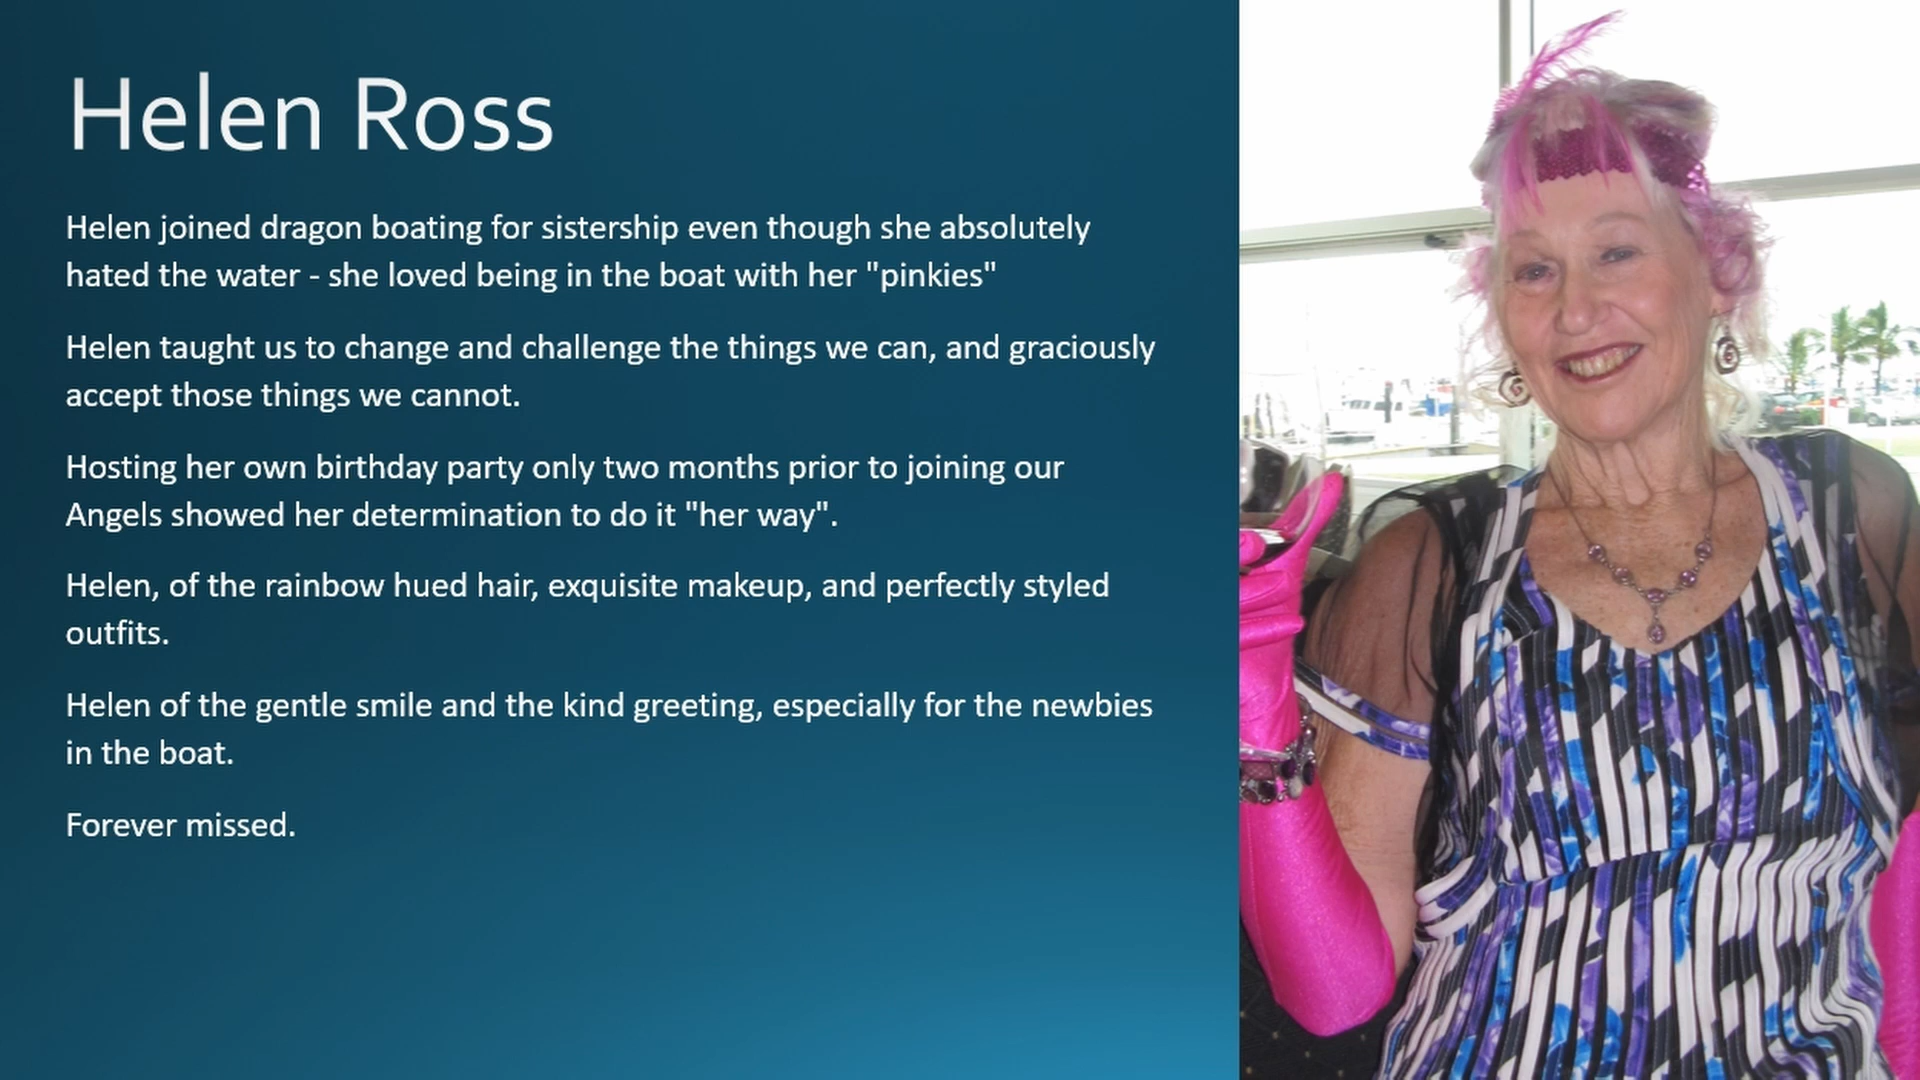 Helen Ross
Helen joined dragon boating for sistership even though she absolutely
hated the water - she loved being in the boat with her "pinkies"
Helen taught us to change and challenge the things we can, and graciously
accept those things we cannot.
Hosting her own birthday party only two months prior to joining our
Angels showed her determination to do it "her way".
Helen, of the rainbow hued hair, exquisite makeup, and perfectly styled
outfits.
Helen of the gentle smile and the kind greeting, especially for the newbies
in the boat.
Forever missed.